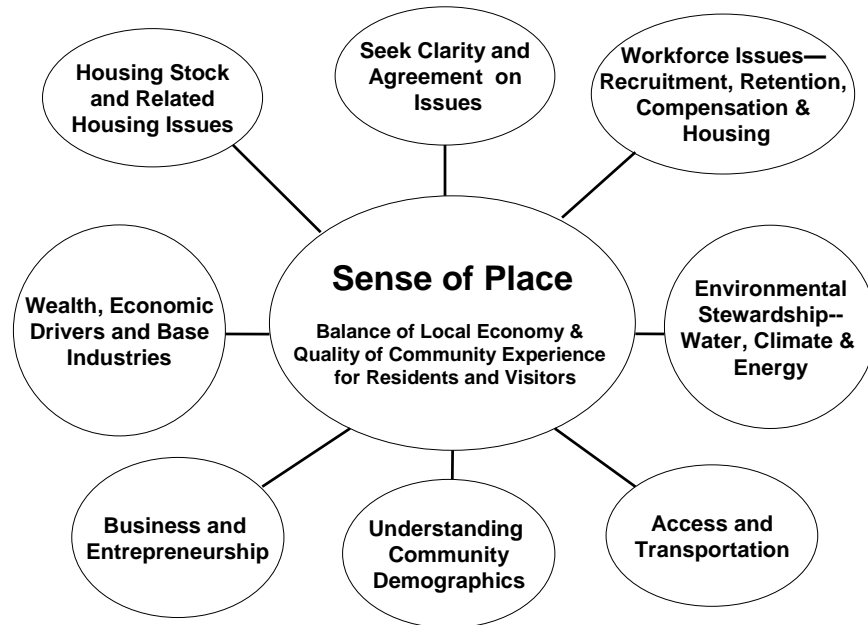 Housing Stock
and Related
Housing Issues
Seek Clarity and
Agreement on
Issues
Workforce Issues—
Recruitment, Retention,
Compensation &
Housing
Wealth, Economic
Drivers and Base
Industries
Sense of Place
Balance of Local Economy &
Quality of Community Experience
for Residents and Visitors
Environmental
Stewardship--
Water, Climate &
Energy
Business and
Entrepreneurship
Understanding
Community
Demographics
Access and
Transportation